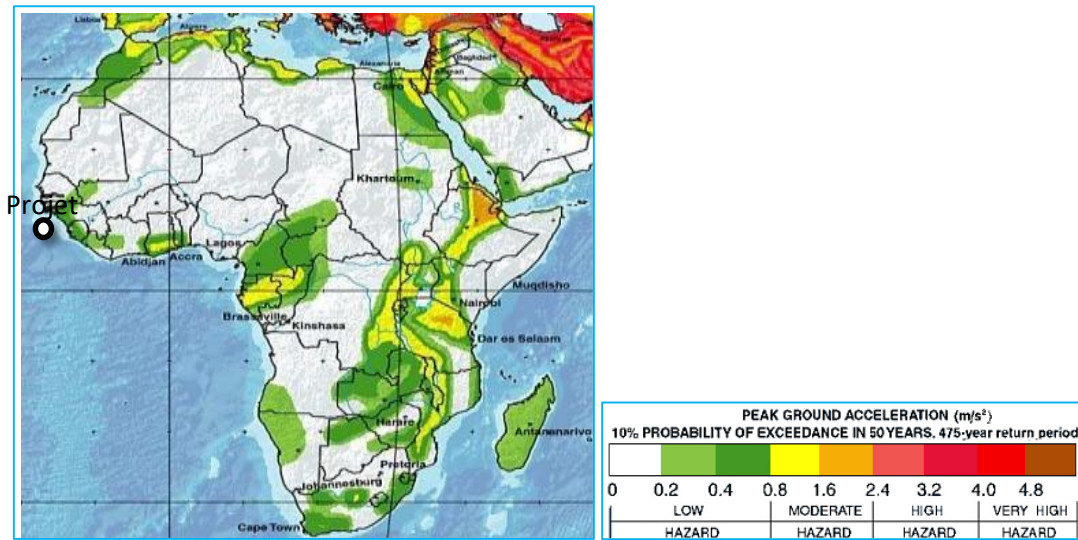 Lisboa
Algiers
Baghdad
Alexandria
Cairo
Khartoum
Projet
Lagos
Abidjan
Accra
Muqdisho
Nairobi
Brazzaville
Kinshasa
Dar es Salaam
Harare
Antananarivo
Pretoria
Johannesburg
Cape Town
PEAK GROUND ACCELERATION (m/s²)
10% PROBABILITY OF EXCEEDANCE IN 50 YEARS, 475-year return period
0 0.2 0.4 0.8 1.6 2.4 3.2 4.0 4.8
LOW MODERATE HIGH VERY HIGH
HAZARD HAZARD HAZARD HAZARD